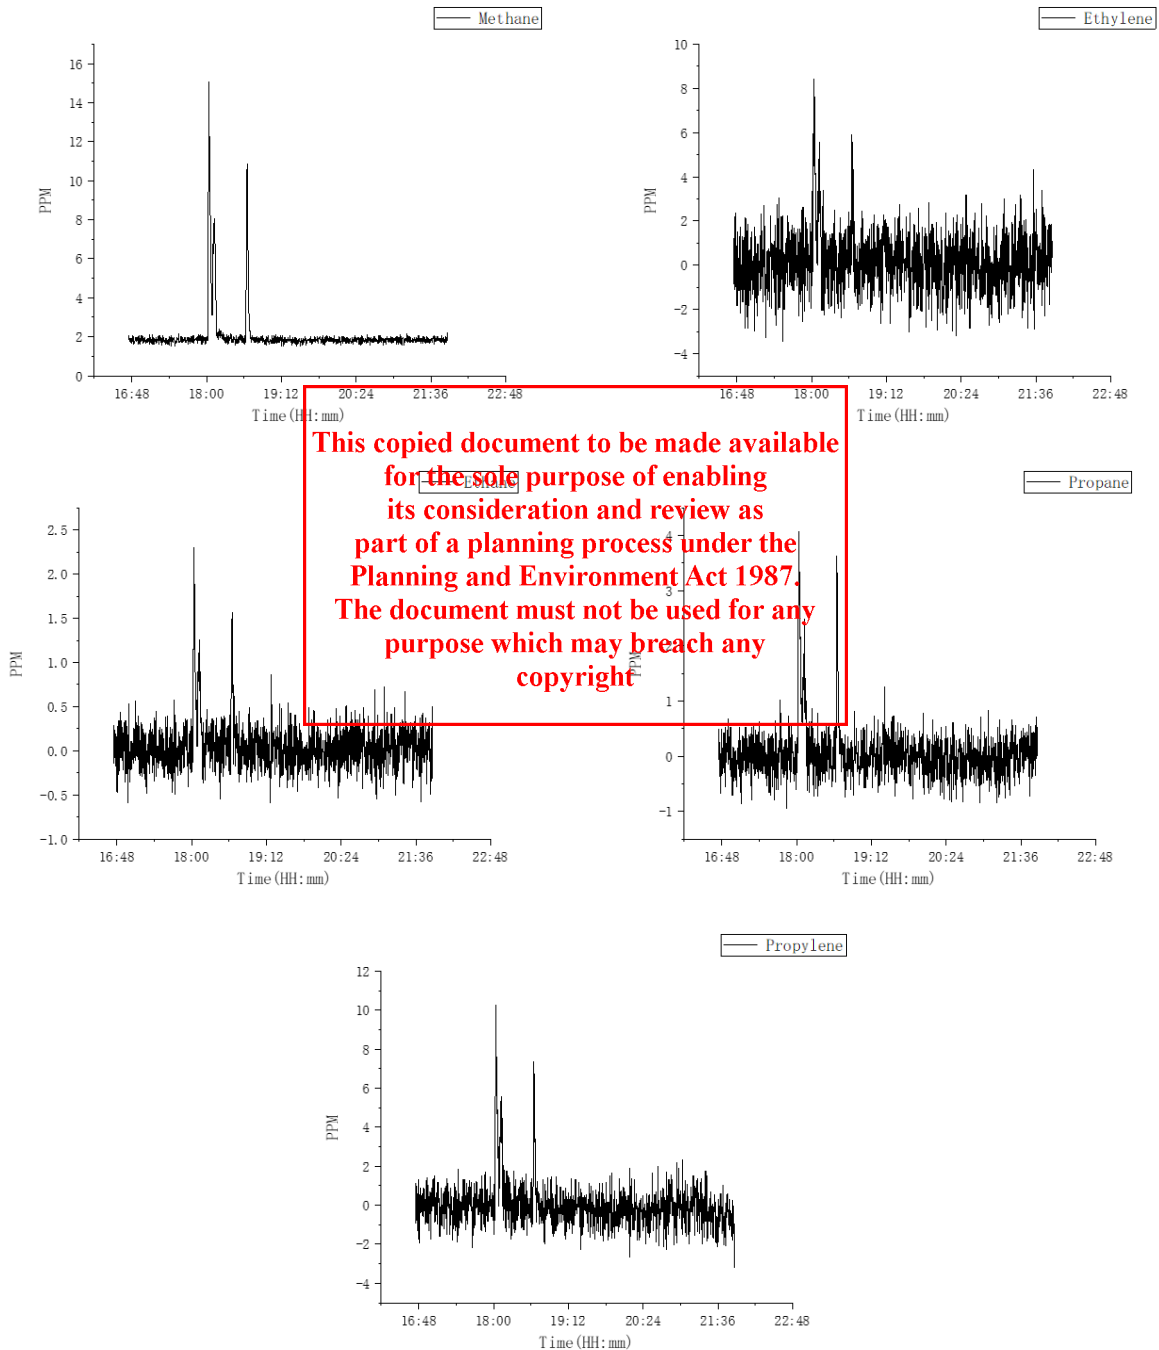 Methane
PPM
16
14
12
10
8
6
4
2
0
16:48 18:00 19:12 20:24 21:36 22:48
Time(HH:mm)
Ethylene
PPM
10
8
6
4
2
0
-2
-4
16:48 18:00 19:12 20:24 21:36 22:48
Time(HH:mm)
This copied document to be made available
for the sole purpose of enabling
its consideration and review as
part of a planning process under the
Planning and Environment Act 1987.
The document must not be used for any
purpose which may breach any
copyright
Ethane
PPM
2.5
2.0
1.5
1.0
0.5
0.0
-0.5
-1.0
16:48 18:00 19:12 20:24 21:36 22:48
Time(HH:mm)
Propane
PPM
4
3
1
0
-1
16:48 18:00 19:12 20:24 21:36 22:48
Time(HH:mm)
Propylene
PPM
12
10
8
6
4
2
0
-2
-4
16:48 18:00 19:12 20:24 21:36 22:48
Time(HH:mm)